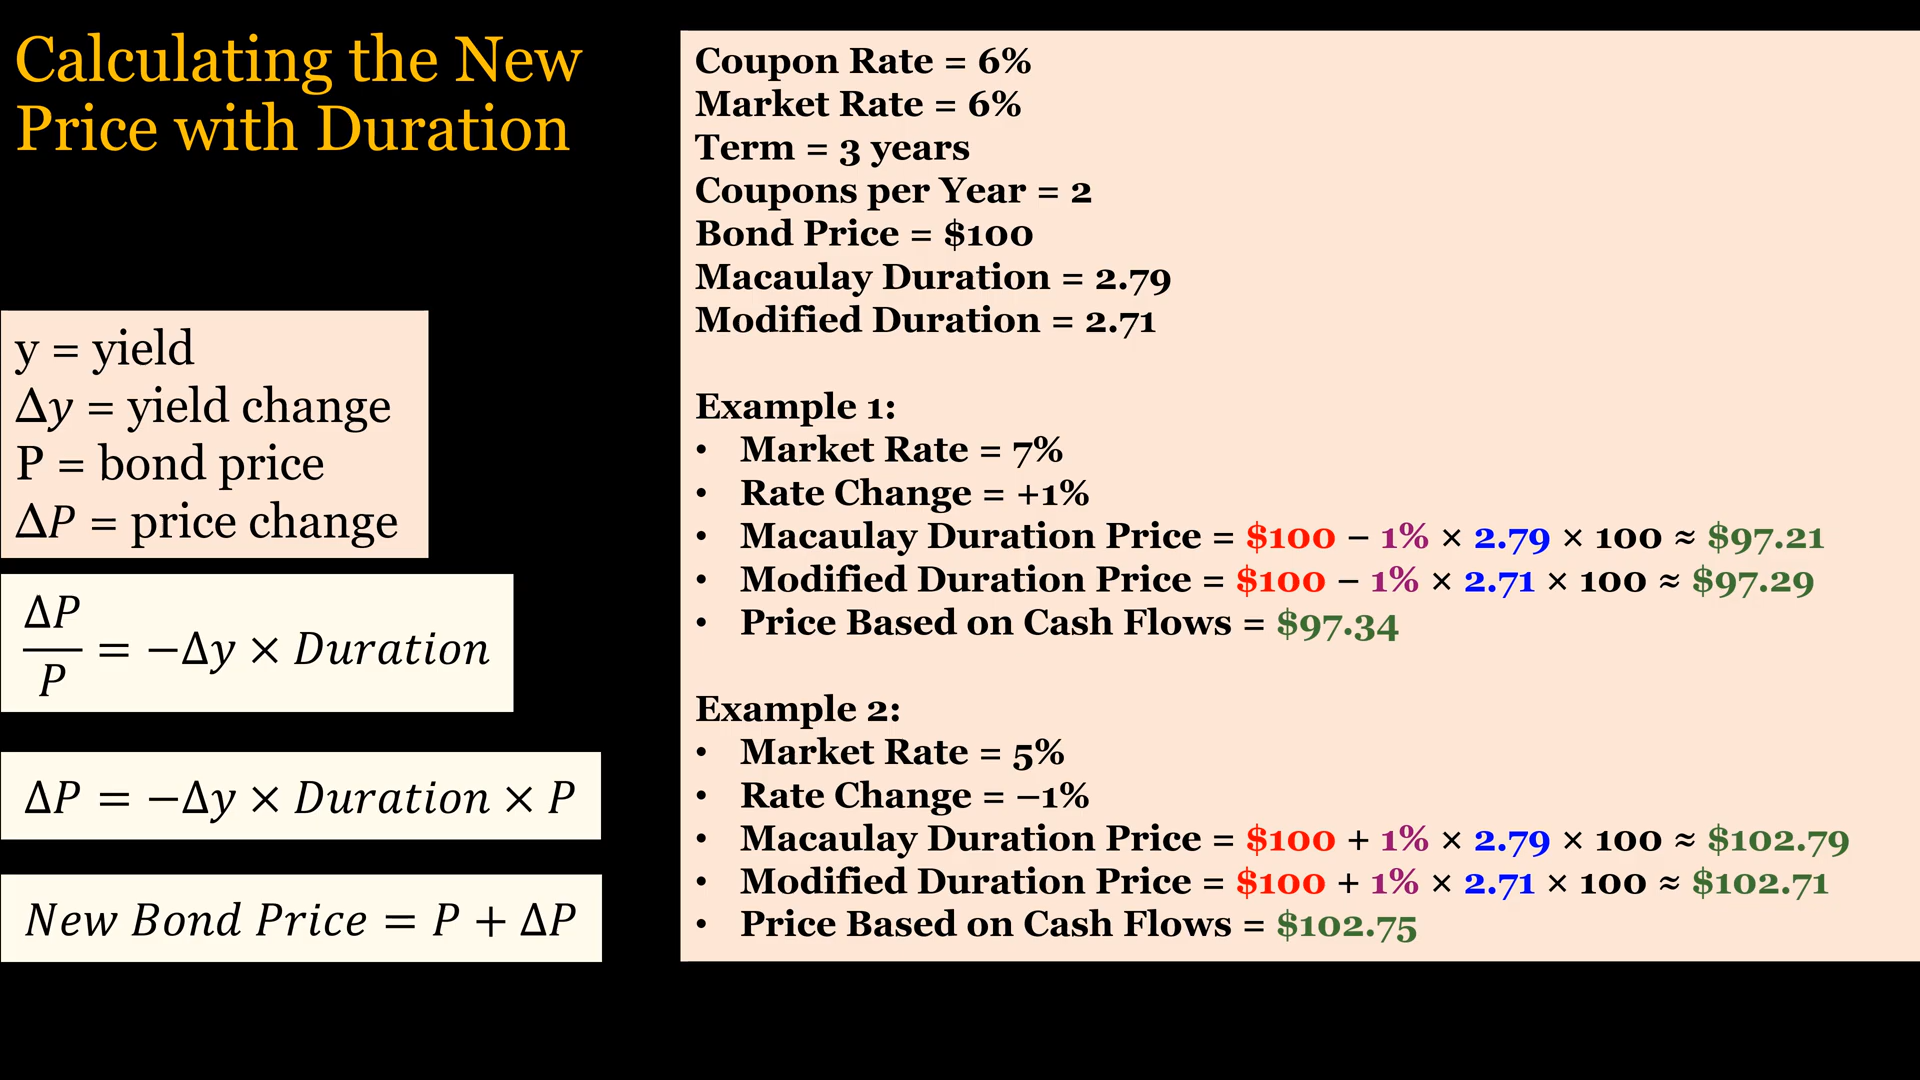 Calculating the New
Price with Duration
y = yield
Δy = yield change
P = bond price
ΔP = price change
ΔP
P
= −Δy × Duration
ΔP = −Δy × Duration × P
New Bond Price = P + ΔP
Coupon Rate = 6%
Market Rate = 6%
Term = 3 years
Coupons per Year = 2
Bond Price = $100
Macaulay Duration = 2.79
Modified Duration = 2.71
Example 1:
• Market Rate = 7%
• Rate Change = +1%
• Macaulay Duration Price = $100 – 1% × 2.79 × 100 ≈ $97.21
• Modified Duration Price = $100 – 1% × 2.71 × 100 ≈ $97.29
• Price Based on Cash Flows = $97.34
Example 2:
• Market Rate = 5%
• Rate Change = –1%
• Macaulay Duration Price = $100 + 1% × 2.79 × 100 ≈ $102.79
• Modified Duration Price = $100 + 1% × 2.71 × 100 ≈ $102.71
• Price Based on Cash Flows = $102.75